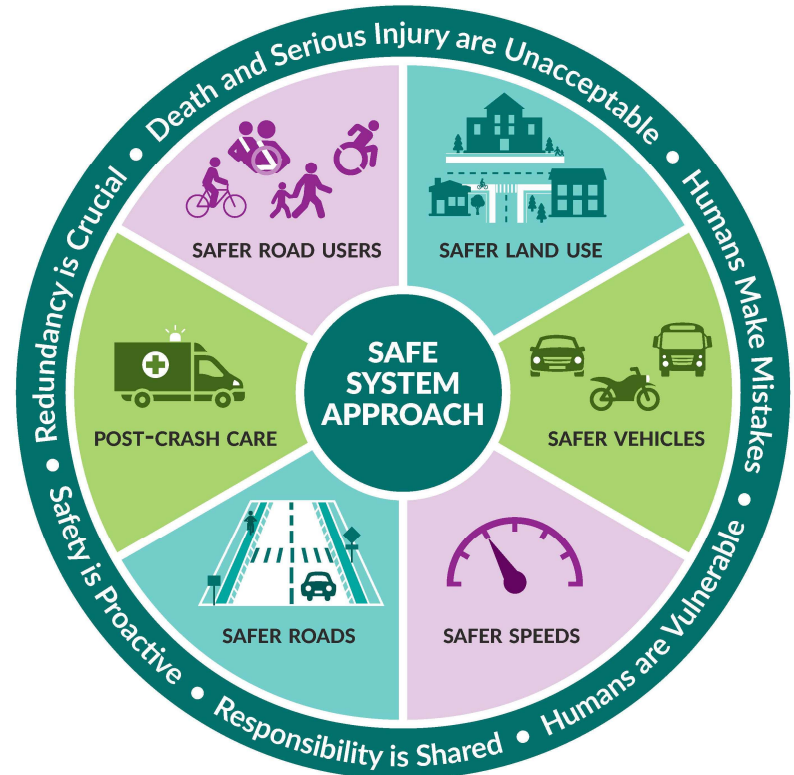 Death and Serious Injury are Unacceptable
Humans Make Mistakes
Humans are Vulnerable
Responsibility is Shared
Safety is Proactive
Redundancy is Crucial
SAFER ROAD USERS
SAFER LAND USE
SAFE
SYSTEM
APPROACH
POST-CRASH CARE
SAFER VEHICLES
SAFER ROADS
SAFER SPEEDS